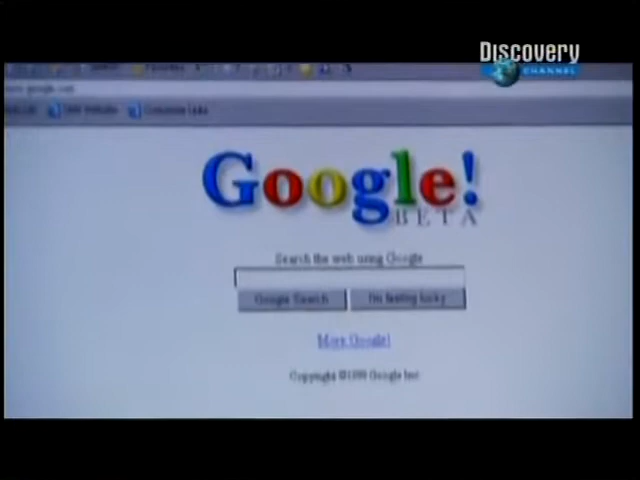 Discovery
CHANNEL
Google!
BETA
Search the web using Google
Google Search
I'm feeling lucky
More Google!
Copyright ©1999 Google Inc.